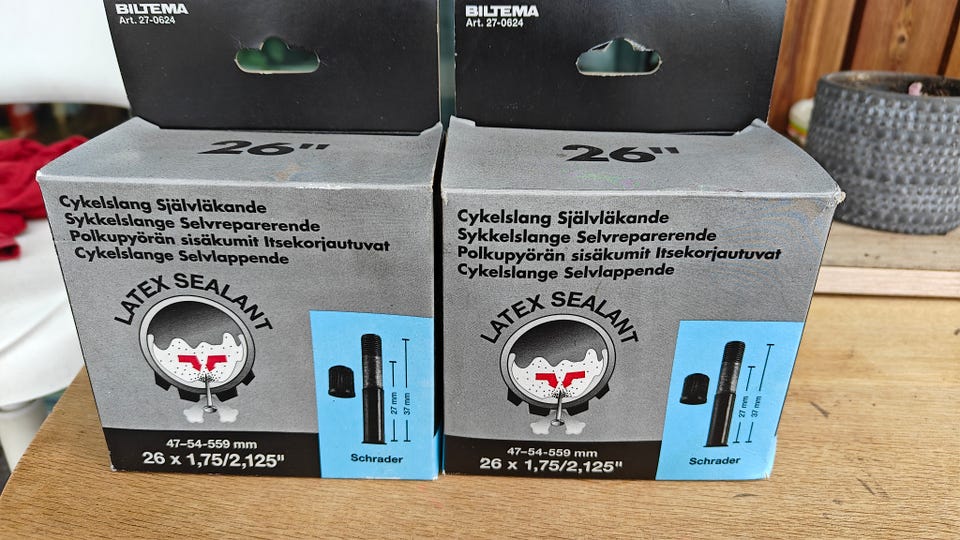 BILTEMA
Art. 27-0624
26"
Cykelslang Självläkande
Sykkelslange Selvreparerende
Polkupyörän sisäkumit Itsekorjautuvat
Cykelslange Selvlappende
LATEX SEALANT
27 mm
37 mm
Schrader
47–54-559 mm
26 x 1,75/2,125"
BILTEMA
Art. 27-0624
26"
Cykelslang Självläkande
Sykkelslange Selvreparerende
Polkupyörän sisäkumit Itsekorjautuvat
Cykelslange Selvlappende
LATEX SEALANT
27 mm
37 mm
Schrader
47–54-559 mm
26 x 1,75/2,125"